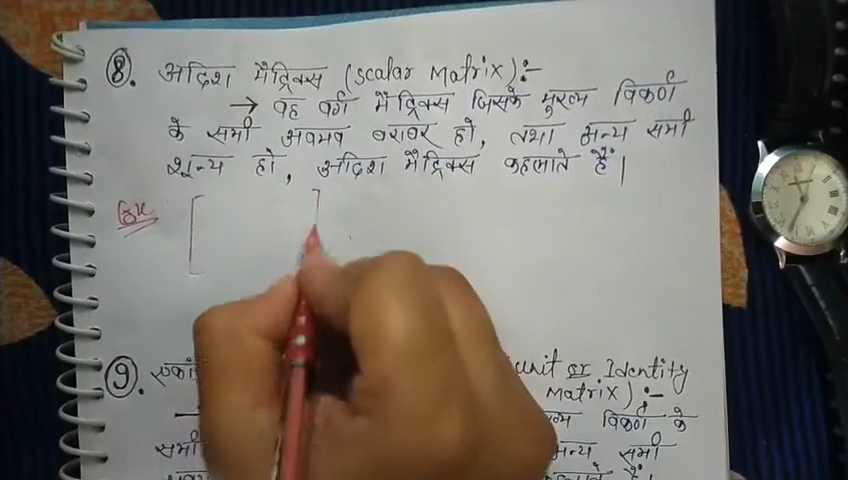 8. अदिश मैट्रिक्स (scalar Matrix):-
→ वह वर्ग मैट्रिक्स जिसके मुख्य विकर्ण
के सभी अवयव बराबर हो, तथा अन्य सभी
शून्य हो, अदिश मैट्रिक्स कहलाते हैं।
9. unit or Identity
Matrix):-
विकर्ण के
सभी अन्य सभी